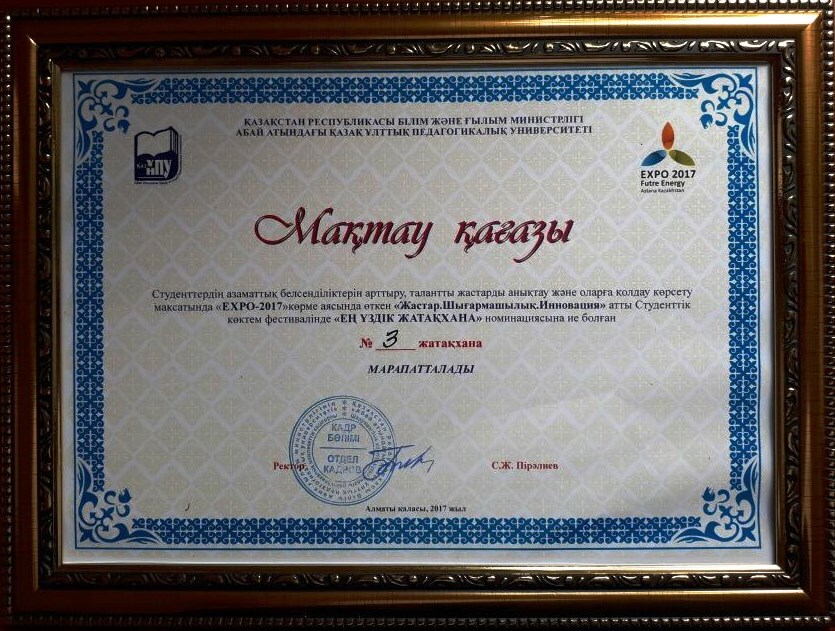 ҚАЗАҚСТАН РЕСПУБЛИКАСЫ БІЛІМ ЖӘНЕ ҒЫЛЫМ МИНИСТРЛІГІ
АБАЙ АТЫНДАҒЫ ҚАЗАҚ ҰЛТТЫҚ ПЕДАГОГИКАЛЫҚ УНИВЕРСИТЕТІ
ҚазҰПУ
EXPO 2017
Futre Energy
Astana Kazakhstan
Мақтау қағазы
Студенттердің азаматтық белсенділіктерін арттыру, талантты жастарды анықтау және оларға қолдау көрсету
мақсатында «EXPO-2017»көрме аясында өткен «Жастар.Шығармашылық.Инновация» атты Студенттік
көктем фестивалінде «ЕҢ ҮЗДІК ЖАТАҚХАНА» номинациясына ие болған
№ 3 жатақхана
МАРАПАТТАЛАДЫ
КАДР
БӨЛІМІ
ОТДЕЛ
КАДРОВ
Ректор
С.Ж. Пірәлиев
Алматы қаласы, 2017 жыл